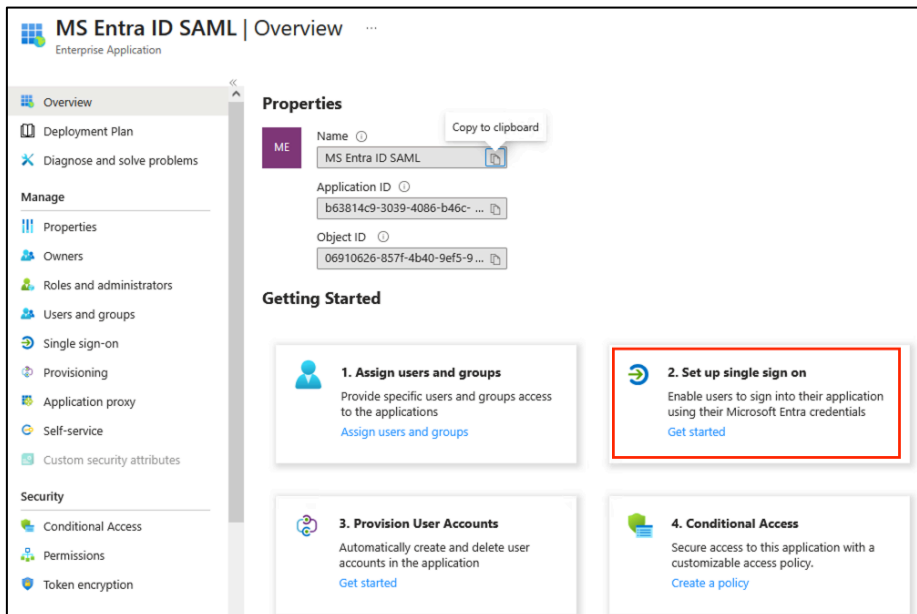 MS Entra ID SAML | Overview ...
Enterprise Application
Overview
Deployment Plan
Diagnose and solve problems
Manage
Properties
Owners
Roles and administrators
Users and groups
Single sign-on
Provisioning
Application proxy
Self-service
Custom security attributes
Security
Conditional Access
Permissions
Token encryption
Properties
Copy to clipboard
ME
Name
MS Entra ID SAML
Application ID
b63814c9-3039-4086-b46c- ...
Object ID
06910626-857f-4b40-9ef5-9 ...
Getting Started
1. Assign users and groups
Provide specific users and groups access
to the applications
Assign users and groups
2. Set up single sign on
Enable users to sign into their application
using their Microsoft Entra credentials
Get started
3. Provision User Accounts
Automatically create and delete user
accounts in the application
Get started
4. Conditional Access
Secure access to this application with a
customizable access policy.
Create a policy